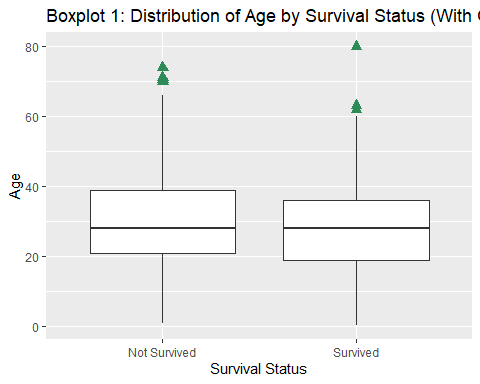 Boxplot 1: Distribution of Age by Survival Status (With
80
60
40
20
0
Age
Not Survived
Survived
Survival Status